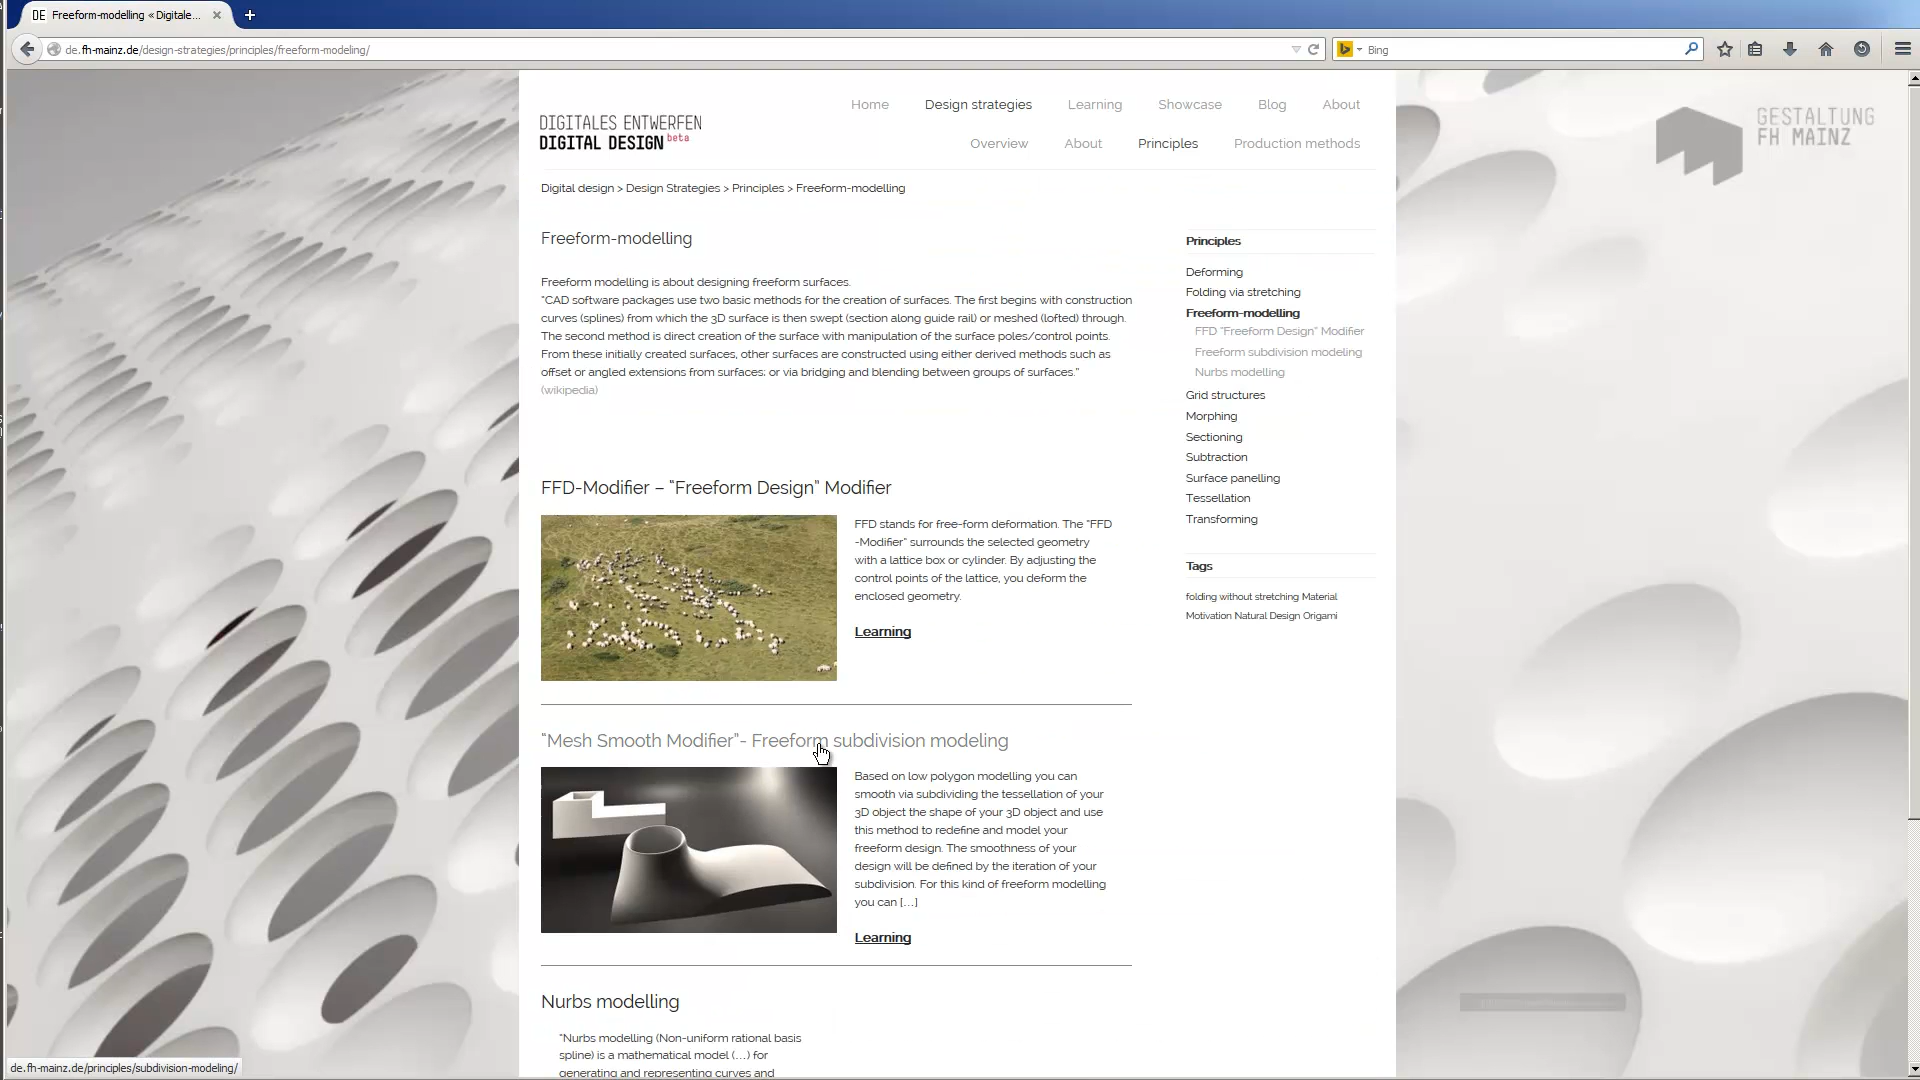 DE Freeform-modelling « Digitale...
de.fh-mainz.de/design-strategies/principles/freeform-modeling/
Bing
Home Design strategies Learning Showcase Blog About
DIGITALES ENTWERFEN
DIGITAL DESIGN beta
Overview About Principles Production methods
GESTALTUNG
FH MAINZ
Digital design > Design Strategies > Principles > Freeform-modelling
Freeform-modelling
Freeform modelling is about designing freeform surfaces.
"CAD software packages use two basic methods for the creation of surfaces. The first begins with construction
curves (splines) from which the 3D surface is then swept (section along guide rail) or meshed (lofted) through.
The second method is direct creation of the surface with manipulation of the surface poles/control points.
From these initially created surfaces, other surfaces are constructed using either derived methods such as
offset or angled extensions from surfaces; or via bridging and blending between groups of surfaces."
(wikipedia)
FFD-Modifier – "Freeform Design" Modifier
FFD stands for free-form deformation. The "FFD
-Modifier" surrounds the selected geometry
with a lattice box or cylinder. By adjusting the
control points of the lattice, you deform the
enclosed geometry.
Learning
"Mesh Smooth Modifier"- Freeform subdivision modeling
Based on low polygon modelling you can
smooth via subdividing the tessellation of your
3D object the shape of your 3D object and use
this method to redefine and model your
freeform design. The smoothness of your
design will be defined by the iteration of your
subdivision. For this kind of freeform modelling
you can [...]
Learning
Nurbs modelling
"Nurbs modelling (Non-uniform rational basis
spline) is a mathematical model (...) for
generating and representing curves and
Principles
Deforming
Folding via stretching
Freeform-modelling
FFD "Freeform Design" Modifier
Freeform subdivision modeling
Nurbs modelling
Grid structures
Morphing
Sectioning
Subtraction
Surface panelling
Tessellation
Transforming
Tags
folding without stretching Material
Motivation Natural Design Origami
de.fh-mainz.de/principles/subdivision-modeling/